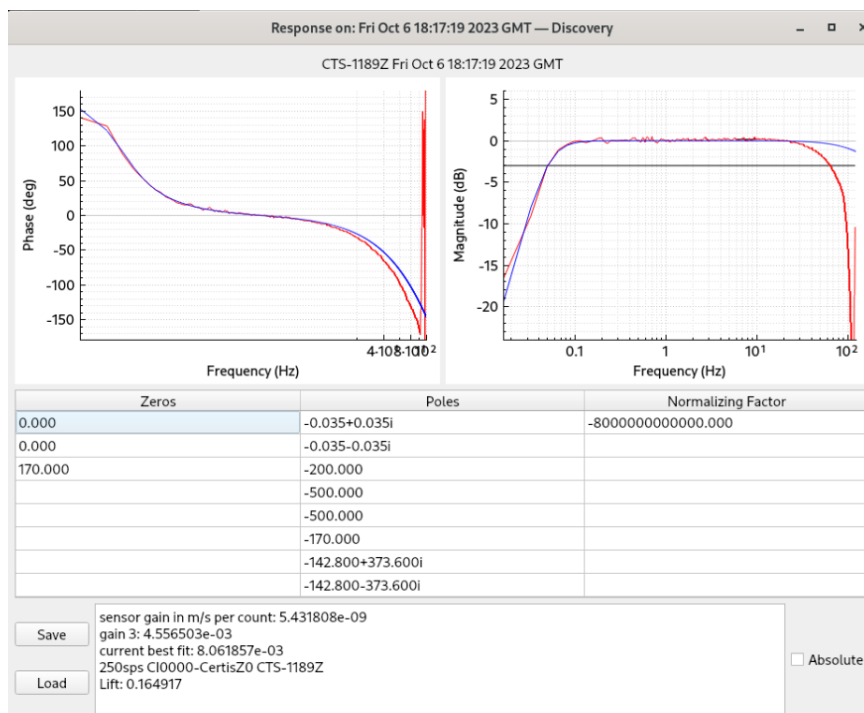 Response on: Fri Oct 6 18:17:19 2023 GMT — Discovery
CTS-1189Z Fri Oct 6 18:17:19 2023 GMT
150
100
50
0
-50
-100
-150
Phase (deg)
Frequency (Hz)
5
0
-5
-10
-15
-20
Magnitude (dB)
0.1 1 10¹ 10²
Frequency (Hz)
Zeros Poles Normalizing Factor
0.000 -0.035+0.035i -8000000000000.000
0.000 -0.035-0.035i
170.000 -200.000
-500.000
-500.000
-170.000
-142.800+373.600i
-142.800-373.600i
Save
Load
sensor gain in m/s per count: 5.431808e-09
gain 3: 4.556503e-03
current best fit: 8.061857e-03
250sps CI0000-CertisZ0 CTS-1189Z
Lift: 0.164917
Absolute